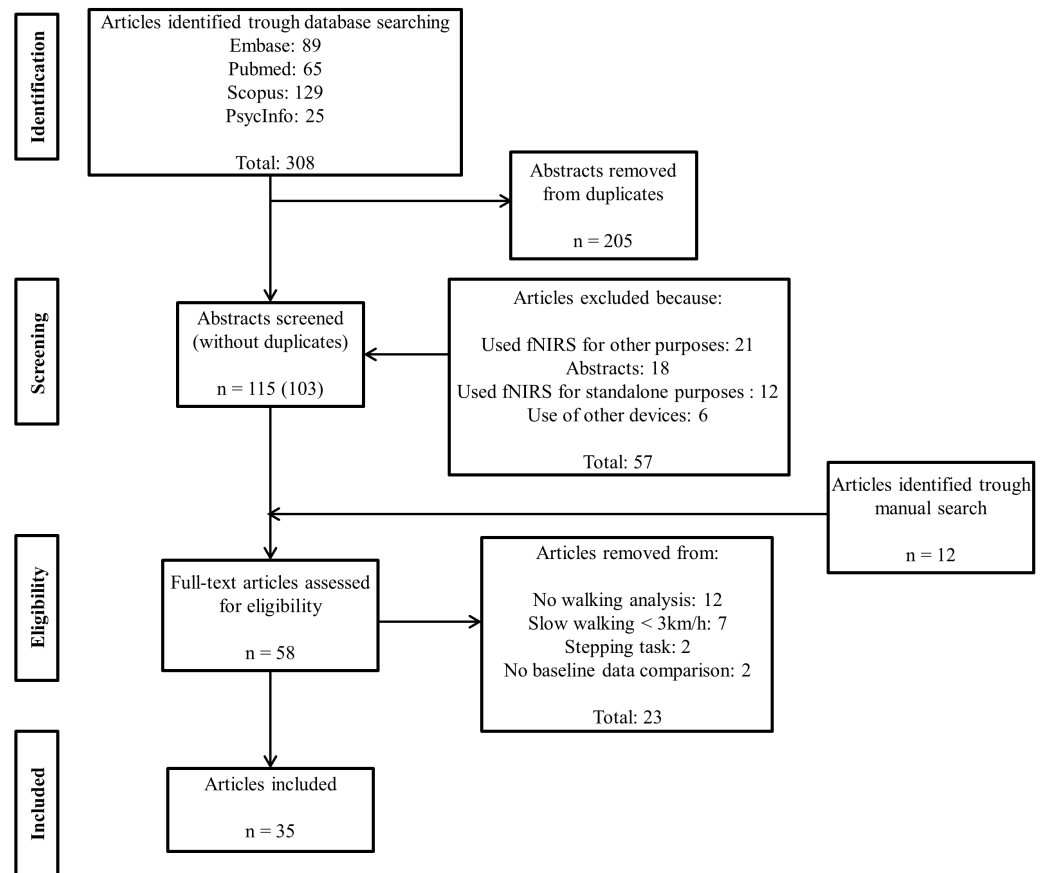 Identification
Articles identified trough database searching
Embase: 89
Pubmed: 65
Scopus: 129
PsycInfo: 25
Total: 308
Abstracts removed
from duplicates
n = 205
Screening
Abstracts screened
(without duplicates)
n = 115 (103)
Articles excluded because:
Used fNIRS for other purposes: 21
Abstracts: 18
Used fNIRS for standalone purposes : 12
Use of other devices: 6
Total: 57
Articles identified trough
manual search
n = 12
Eligibility
Full-text articles assessed
for eligibility
n = 58
Articles removed from:
No walking analysis: 12
Slow walking < 3km/h: 7
Stepping task: 2
No baseline data comparison: 2
Total: 23
Included
Articles included
n = 35